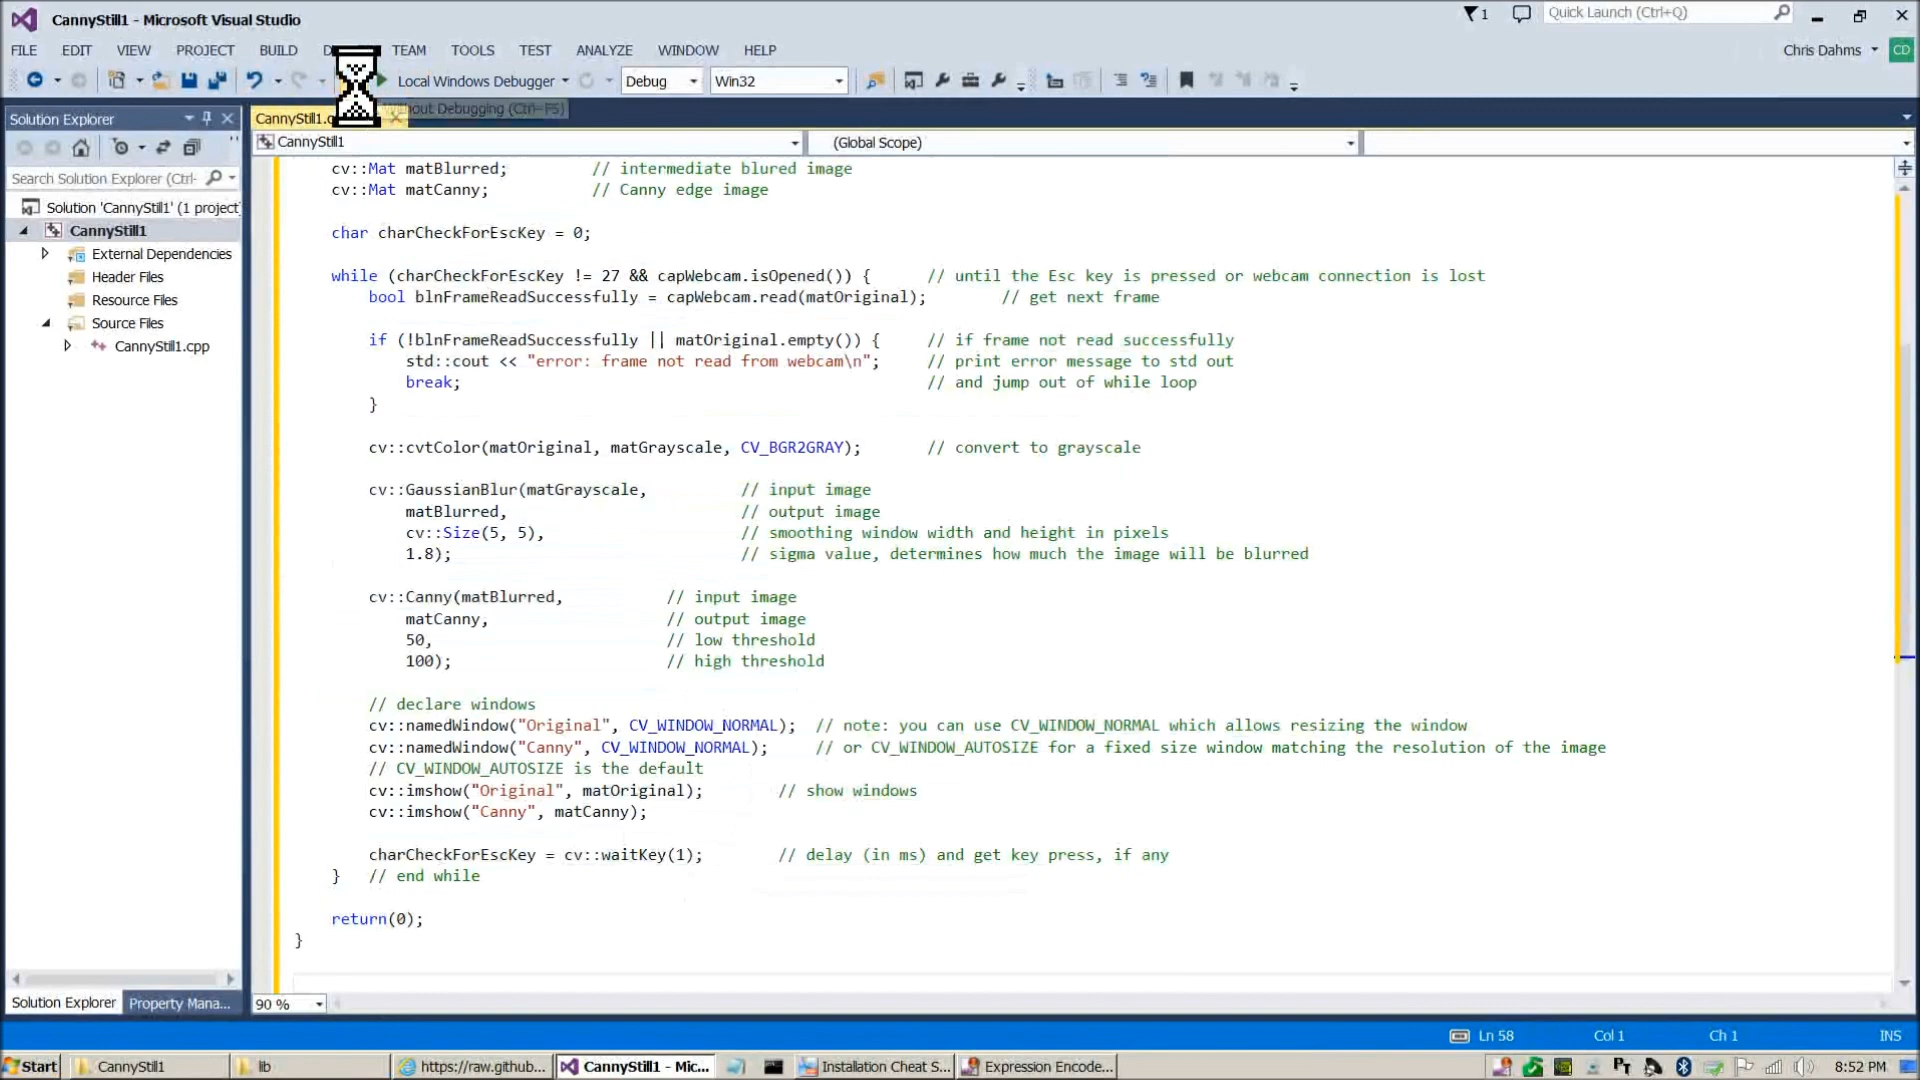 CannyStill1 - Microsoft Visual Studio
1
Quick Launch (Ctrl+Q)
FILE EDIT VIEW PROJECT BUILD TEAM TOOLS TEST ANALYZE WINDOW HELP
Chris Dahms CD
Local Windows Debugger Debug Win32
Without Debugging (Ctrl+F5)
Solution Explorer
CannyStill1.c
CannyStill1
(Global Scope)
Search Solution Explorer (Ctrl-
Solution 'CannyStill1' (1 project)
CannyStill1
External Dependencies
Header Files
Resource Files
Source Files
CannyStill1.cpp
cv::Mat matBlurred; // intermediate blured image
cv::Mat matCanny; // Canny edge image
char charCheckForEscKey = 0;
while (charCheckForEscKey != 27 && capWebcam.isOpened()) { // until the Esc key is pressed or webcam connection is lost
bool blnFrameReadSuccessfully = capWebcam.read(matOriginal); // get next frame
if (!blnFrameReadSuccessfully || matOriginal.empty()) { // if frame not read successfully
std::cout << "error: frame not read from webcam\n"; // print error message to std out
break; // and jump out of while loop
}
cv::cvtColor(matOriginal, matGrayscale, CV_BGR2GRAY); // convert to grayscale
cv::GaussianBlur(matGrayscale, // input image
matBlurred, // output image
cv::Size(5, 5), // smoothing window width and height in pixels
1.8); // sigma value, determines how much the image will be blurred
cv::Canny(matBlurred, // input image
matCanny, // output image
50, // low threshold
100); // high threshold
// declare windows
cv::namedWindow("Original", CV_WINDOW_NORMAL); // note: you can use CV_WINDOW_NORMAL which allows resizing the window
cv::namedWindow("Canny", CV_WINDOW_NORMAL); // or CV_WINDOW_AUTOSIZE for a fixed size window matching the resolution of the image
// CV_WINDOW_AUTOSIZE is the default
cv::imshow("Original", matOriginal); // show windows
cv::imshow("Canny", matCanny);
charCheckForEscKey = cv::waitKey(1); // delay (in ms) and get key press, if any
} // end while
return(0);
}
Solution Explorer Property Mana...
90 %
Ln 58 Col 1 Ch 1 INS
Start CannyStill1 lib https://raw.github... CannyStill1 - Mic... Installation Cheat S... Expression Encode... 8:52 PM